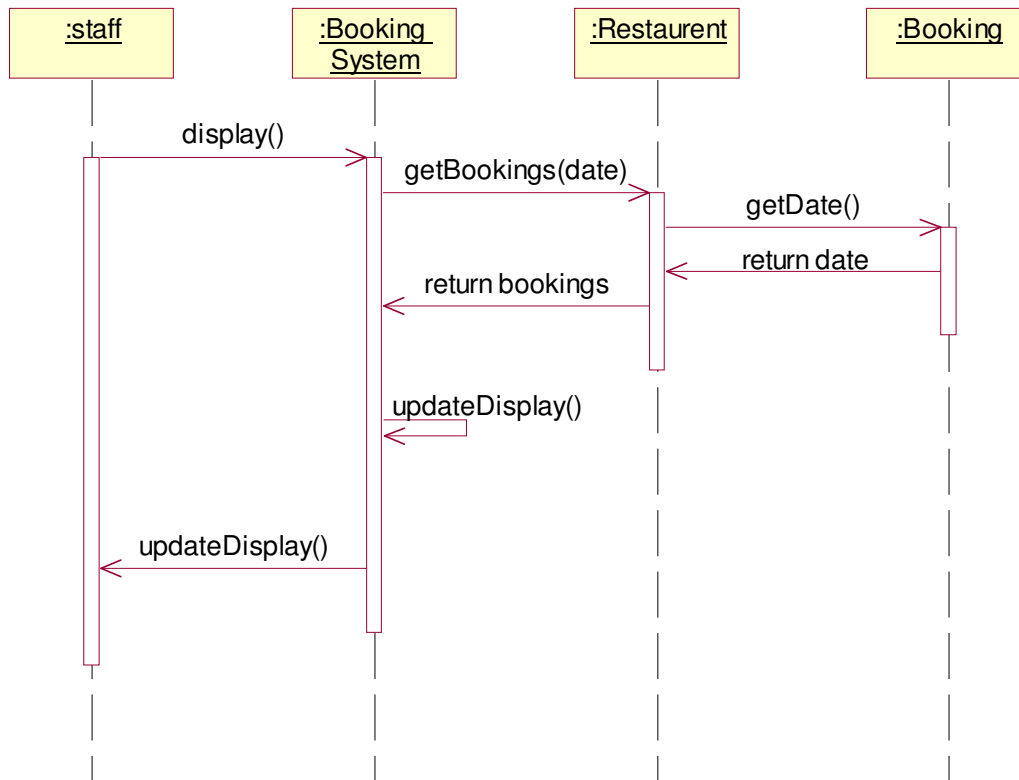 :staff
:Booking
System
:Restaurent
:Booking
display()
getBookings(date)
getDate()
return date
return bookings
updateDisplay()
updateDisplay()